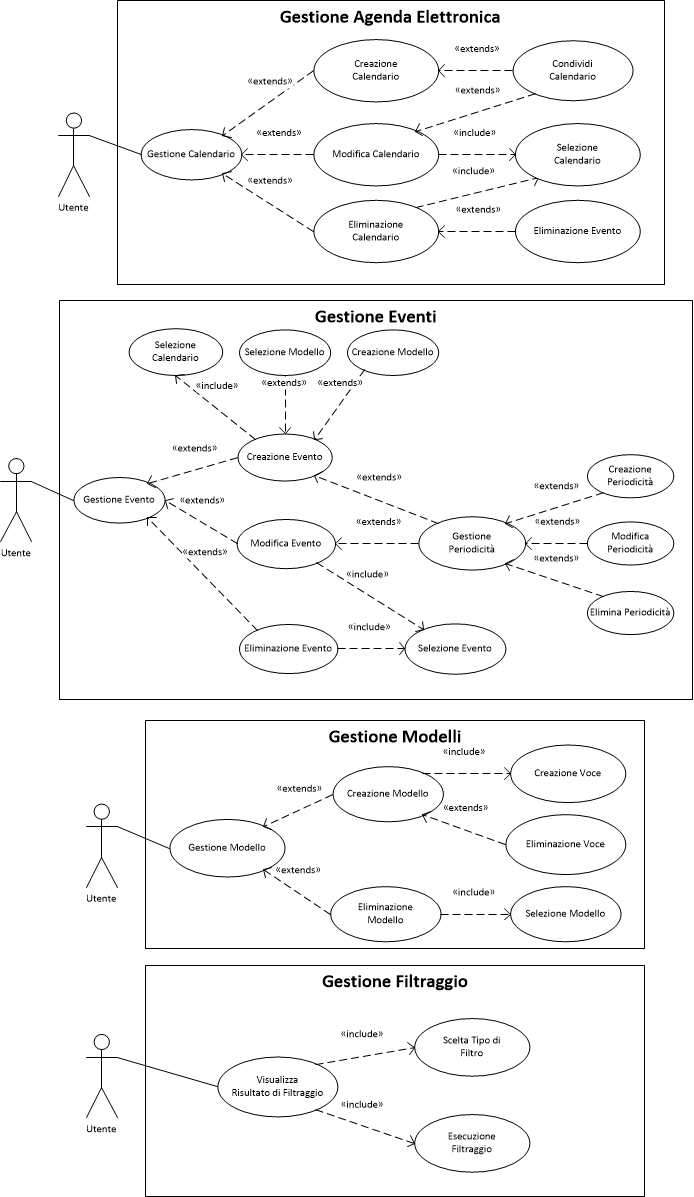 Gestione Agenda Elettronica
«extends»
Creazione
Calendario
Condividi
Calendario
«extends»
«extends»
«extends»
«include»
Utente
Gestione Calendario
Modifica Calendario
Selezione
Calendario
«include»
«extends»
«extends»
Eliminazione
Calendario
Eliminazione Evento
Gestione Eventi
Selezione
Calendario
Selezione Modello
Creazione Modello
«include»
«extends»
«extends»
«extends»
Creazione Evento
«extends»
Creazione
Periodicità
«extends»
Utente
Gestione Evento
«extends»
«extends»
«extends»
Modifica Evento
Gestione
Periodicità
Modifica
Periodicità
«extends»
«extends»
«include»
Elimina Periodicità
«include»
Eliminazione Evento
Selezione Evento
Gestione Modelli
«include»
Creazione Voce
«extends»
Creazione Modello
«extends»
Utente
Gestione Modello
Eliminazione Voce
«extends»
«include»
Eliminazione
Modello
Selezione Modello
Gestione Filtraggio
«include»
Scelta Tipo di
Filtro
Utente
Visualizza
Risultato di Filtraggio
«include»
Esecuzione
Filtraggio